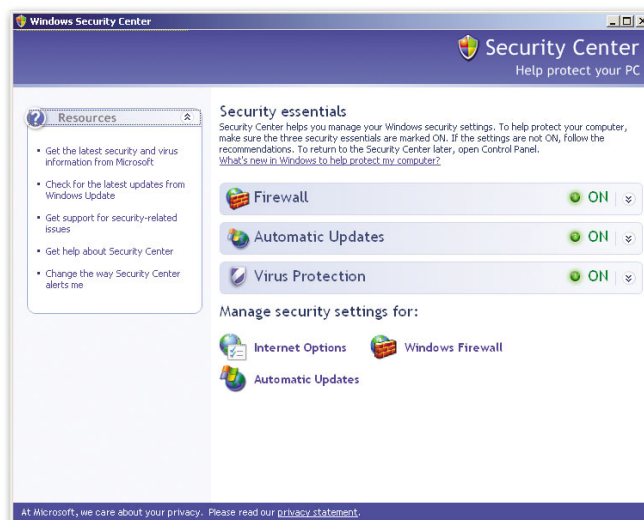 Windows Security Center
Security Center
Help protect your PC
Resources
Get the latest security and virus
information from Microsoft
Check for the latest updates from
Windows Update
Get support for security-related
issues
Get help about Security Center
Change the way Security Center
alerts me
Security essentials
Security Center helps you manage your Windows security settings. To help protect your computer,
make sure the three security essentials are marked ON. If the settings are not ON, follow the
recommendations. To return to the Security Center later, open Control Panel.
What's new in Windows to help protect my computer?
Firewall ON
Automatic Updates ON
Virus Protection ON
Manage security settings for:
Internet Options Windows Firewall
Automatic Updates
At Microsoft, we care about your privacy. Please read our privacy statement.